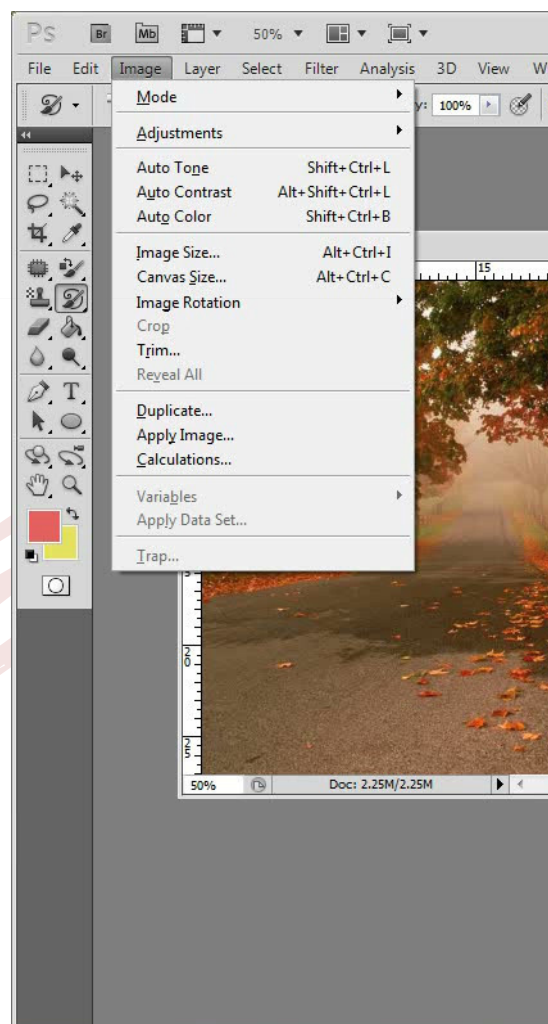 Ps Br Mb 50%
File Edit Image Layer Select Filter Analysis 3D View W
y: 100%
Mode
Adjustments
Auto Tone Shift+Ctrl+L
Auto Contrast Alt+Shift+Ctrl+L
Auto Color Shift+Ctrl+B
Image Size... Alt+Ctrl+I
Canvas Size... Alt+Ctrl+C
Image Rotation
Crop
Trim...
Reveal All
Duplicate...
Apply Image...
Calculations...
Variables
Apply Data Set...
Trap...
15
T
20
25
50% Doc: 2.25M/2.25M